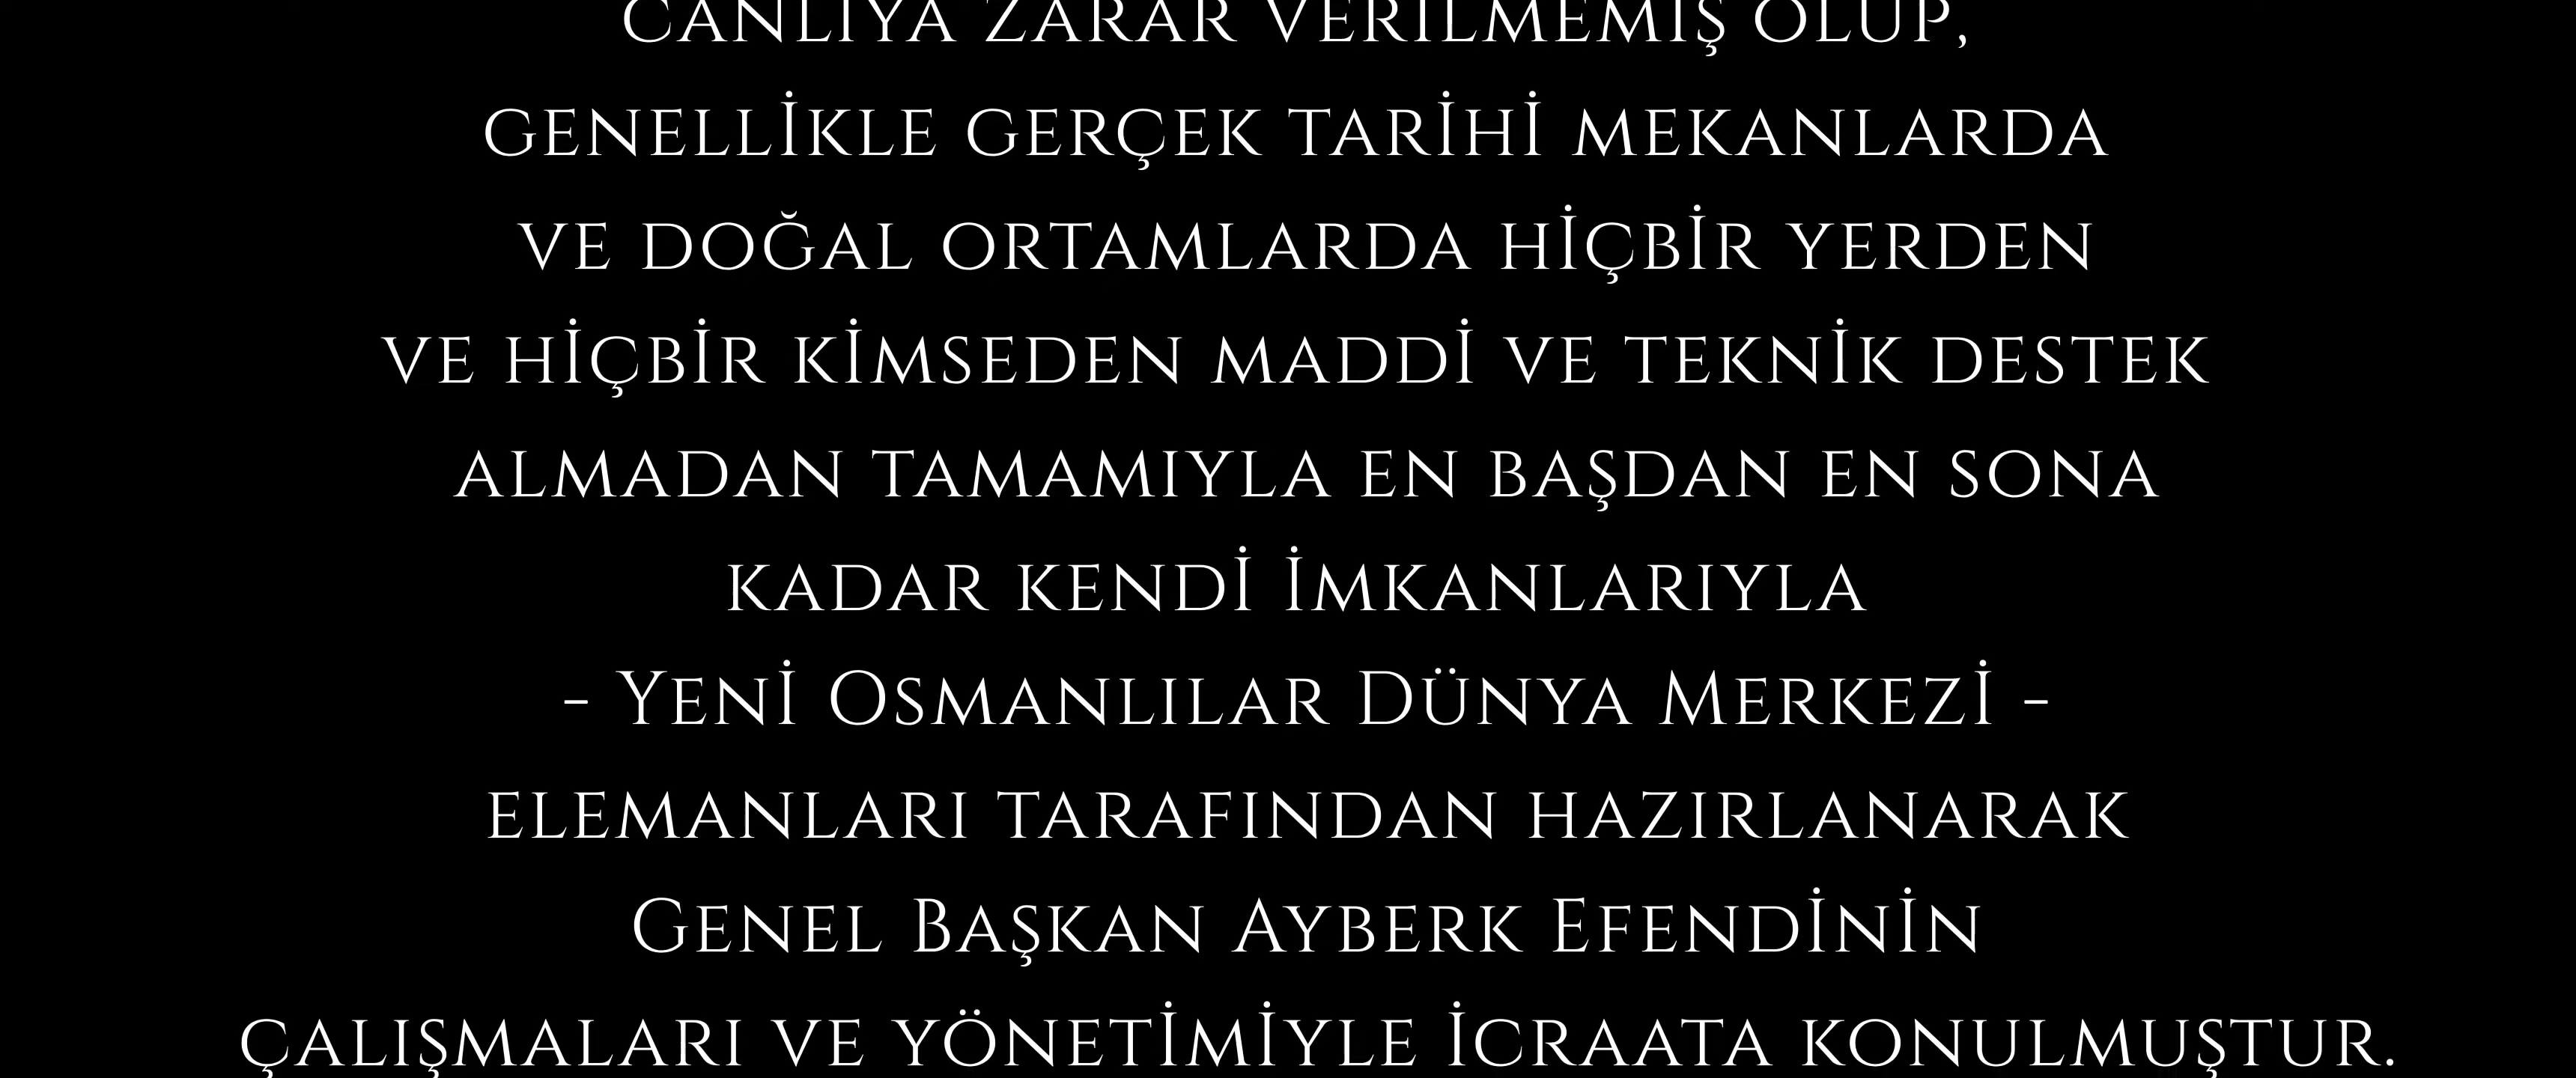 CANLIYA ZARAR VERİLMEMİŞ OLUP,
GENELLİKLE GERÇEK TARİHİ MEKANLARDA
VE DOĞAL ORTAMLARDA HİÇBİR YERDEN
VE HİÇBİR KİMSEDEN MADDİ VE TEKNİK DESTEK
ALMADAN TAMAMIYLA EN BAŞDAN EN SONA
KADAR KENDİ İMKANLARIYLA
- YENİ OSMANLILAR DÜNYA MERKEZİ -
ELEMANLARI TARAFINDAN HAZIRLANARAK
GENEL BAŞKAN AYBERK EFENDİNİN
ÇALIŞMALARI VE YÖNETİMİYLE İCRAATA KONULMUŞTUR.